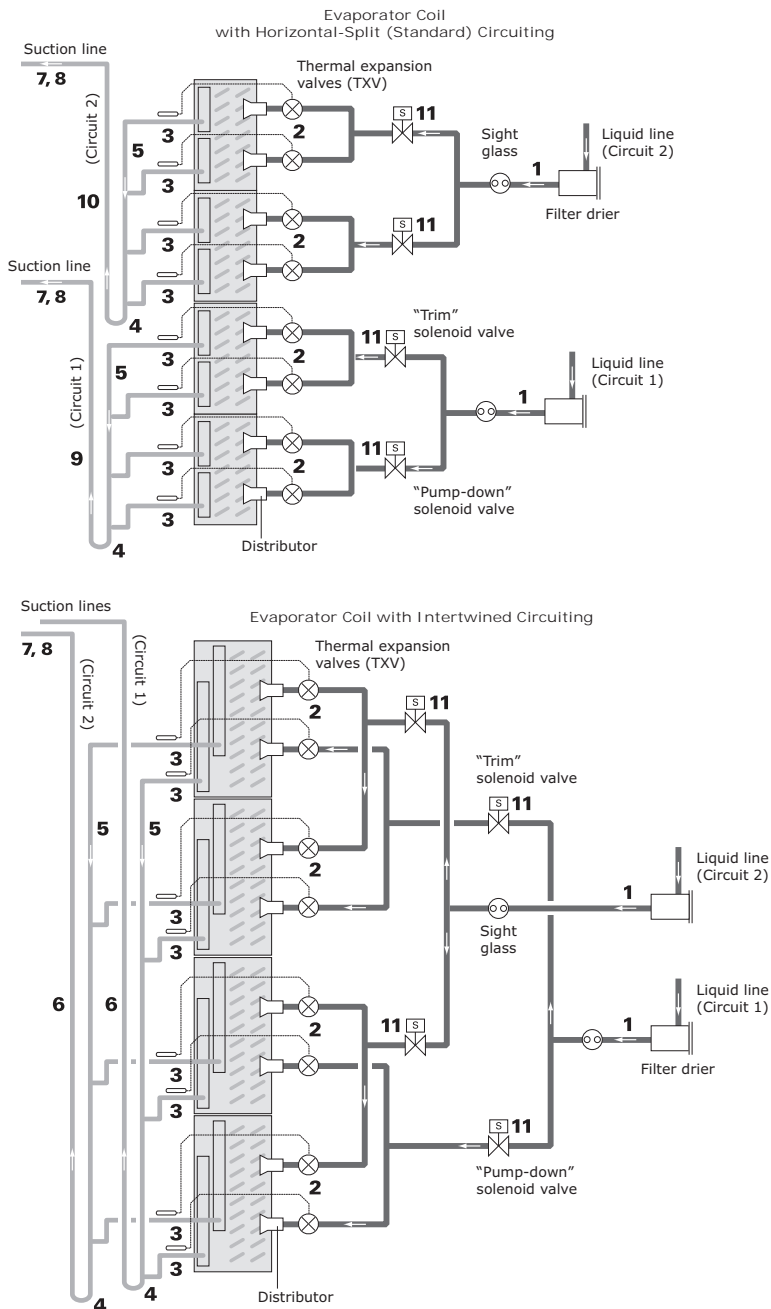 Evaporator Coil
with Horizontal-Split (Standard) Circuiting
Suction line
7, 8
(Circuit 2)
Thermal expansion
valves (TXV)
S
11
Sight
glass
Liquid line
(Circuit 2)
3
2
5
1
3
10
Filter drier
S
11
3
2
Suction line
7, 8
3
4
"Trim"
solenoid valve
S
11
3
2
5
(Circuit 1)
Liquid line
(Circuit 1)
1
3
9
S
11
3
2
"Pump-down"
solenoid valve
3
4
Distributor
Suction lines
Evaporator Coil with Intertwined Circuiting
7, 8
(Circuit 2)
(Circuit 1)
Thermal expansion
valves (TXV)
S
11
2
3
3
"Trim"
solenoid valve
S
11
5
5
2
Liquid line
(Circuit 2)
1
3
Sight
glass
3
6
6
Liquid line
(Circuit 1)
S
11
2
1
3
Filter drier
3
S
11
2
"Pump-down"
solenoid valve
3
3
4
4
Distributor